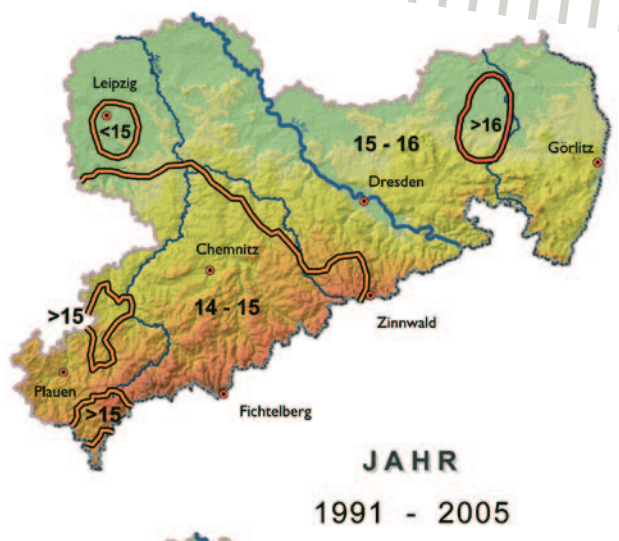 Leipzig
<15
>16
15 - 16
Görlitz
Dresden
Chemnitz
14 - 15
>15
Zinnwald
Plauen
>15
Fichtelberg
JAHR
1991 - 2005